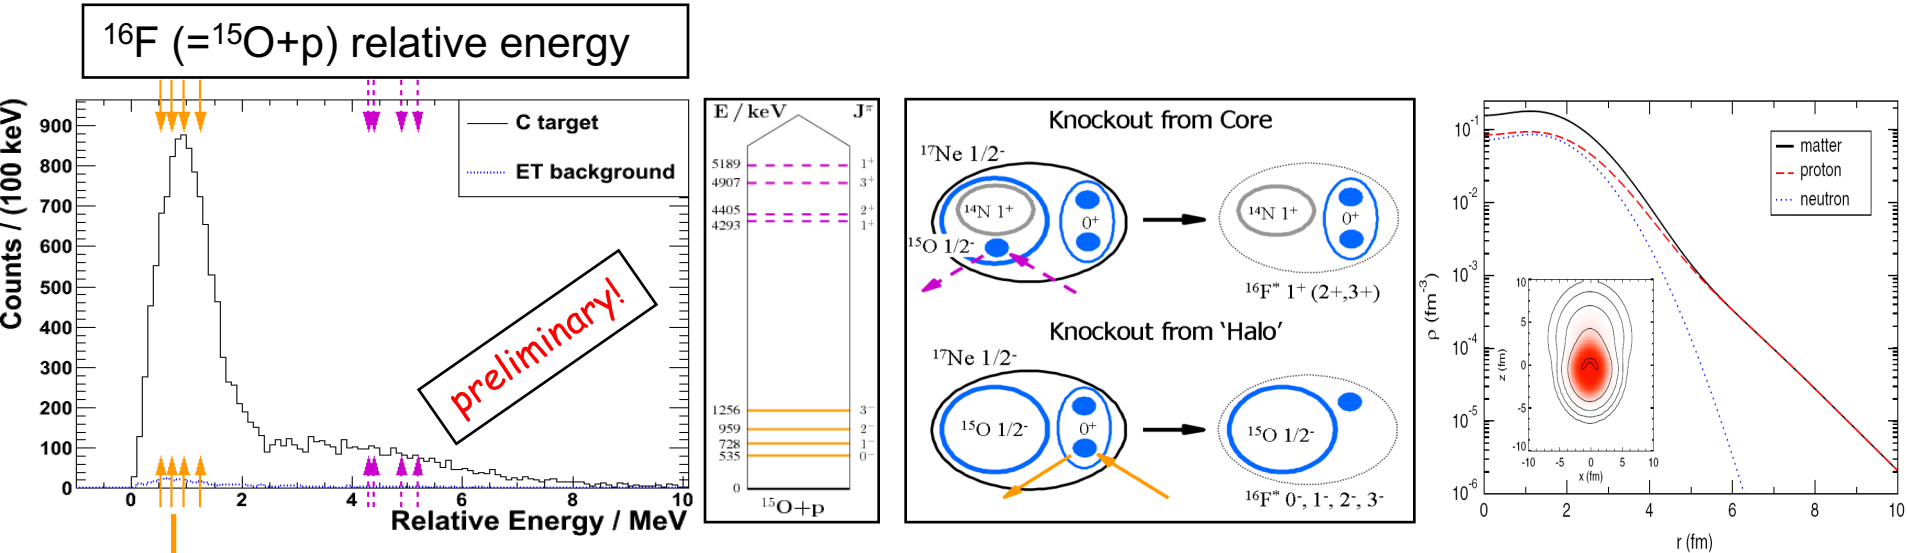 ¹⁶F (=¹⁵O+p) relative energy
Counts / (100 keV)
900
800
700
600
500
400
300
200
100
0
C target
ET background
preliminary!
0 2 4 6 8 10
Relative Energy / MeV
E / keV Jπ
5189 1⁺
4907 3⁺
4405 2⁺
4293 1⁺
1256 3⁻
959 2⁻
728 1⁻
535 0⁻
0
¹⁵O+p
Knockout from Core
¹⁷Ne 1/2-
¹⁴N 1⁺
0⁺
¹⁵O 1/2-
¹⁴N 1⁺
0⁺
¹⁶F* 1⁺ (2+,3+)
Knockout from ‘Halo’
¹⁷Ne 1/2-
¹⁵O 1/2-
0⁺
¹⁵O 1/2-
¹⁶F* 0-, 1-, 2-, 3-
ρ (fm⁻³)
10⁻¹
10⁻²
10⁻³
10⁻⁴
10⁻⁵
10⁻⁶
matter
proton
neutron
z (fm)
10
5
0
-5
-10
-10 -5 0 5 10
x (fm)
0 2 4 6 8 10
r (fm)